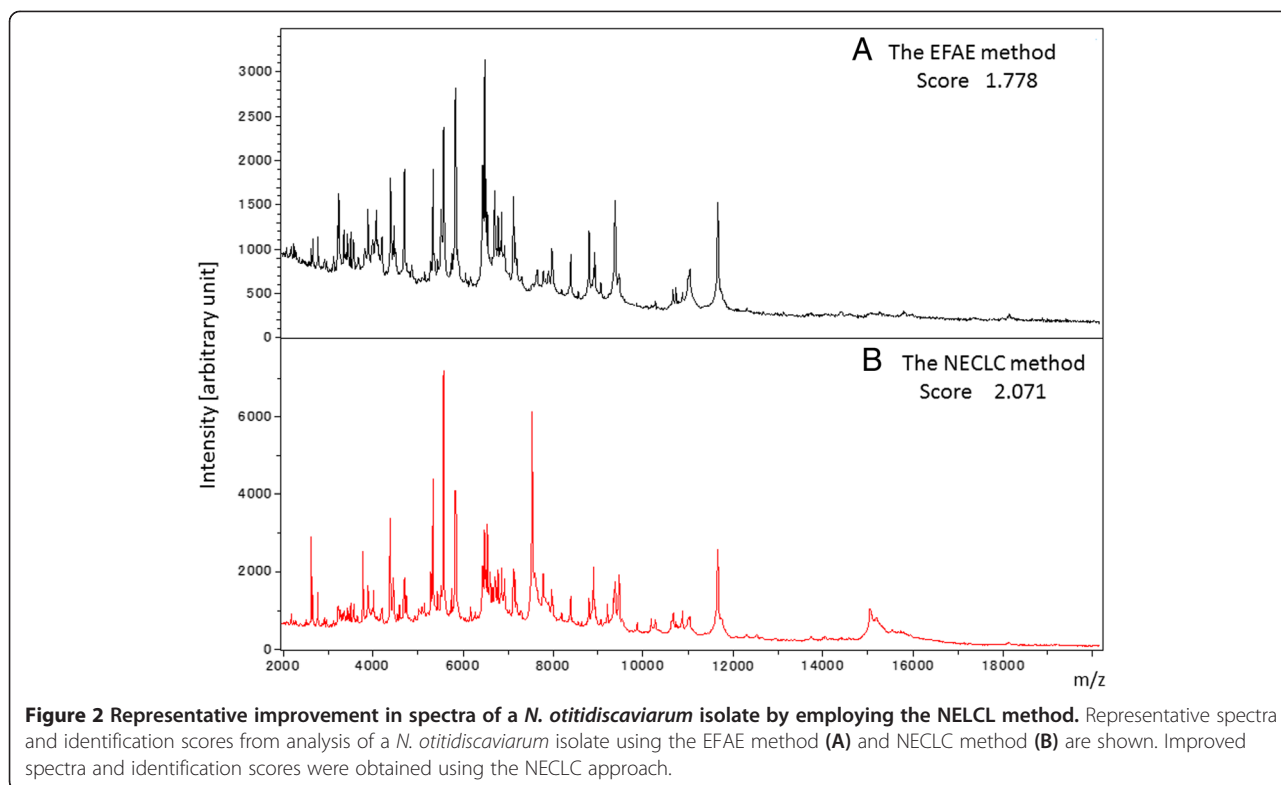 A The EFAE method
Score 1.778
3000
2500
2000
1500
1000
500
0
B The NECLC method
Score 2.071
6000
4000
2000
0
Intensity [arbitrary unit]
2000 4000 6000 8000 10000 12000 14000 16000 18000
m/z
Figure 2 Representative improvement in spectra of a N. otitidiscaviarum isolate by employing the NELCL method. Representative spectra
and identification scores from analysis of a N. otitidiscaviarum isolate using the EFAE method (A) and NECLC method (B) are shown. Improved
spectra and identification scores were obtained using the NECLC approach.